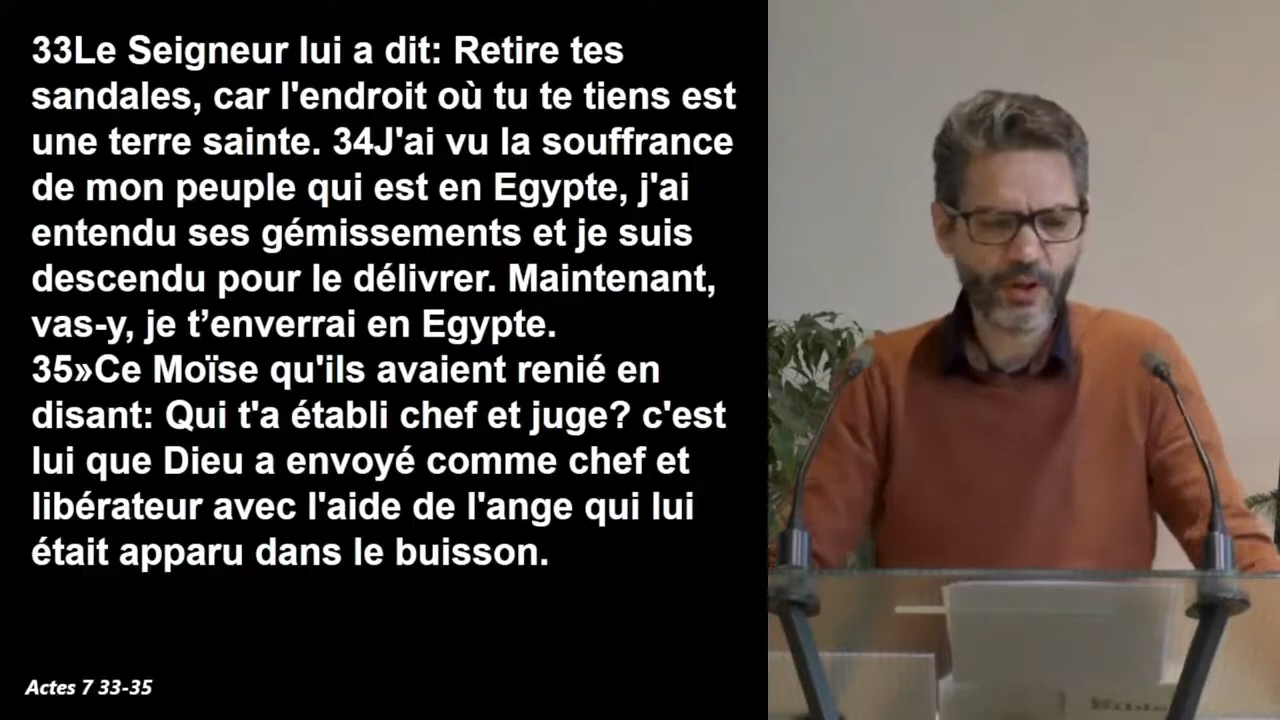 33Le Seigneur lui a dit: Retire tes
sandales, car l'endroit où tu te tiens est
une terre sainte. 34J'ai vu la souffrance
de mon peuple qui est en Egypte, j'ai
entendu ses gémissements et je suis
descendu pour le délivrer. Maintenant,
vas-y, je t’enverrai en Egypte.
35»Ce Moïse qu'ils avaient renié en
disant: Qui t'a établi chef et juge? c'est
lui que Dieu a envoyé comme chef et
libérateur avec l'aide de l'ange qui lui
était apparu dans le buisson.
Actes 7 33-35